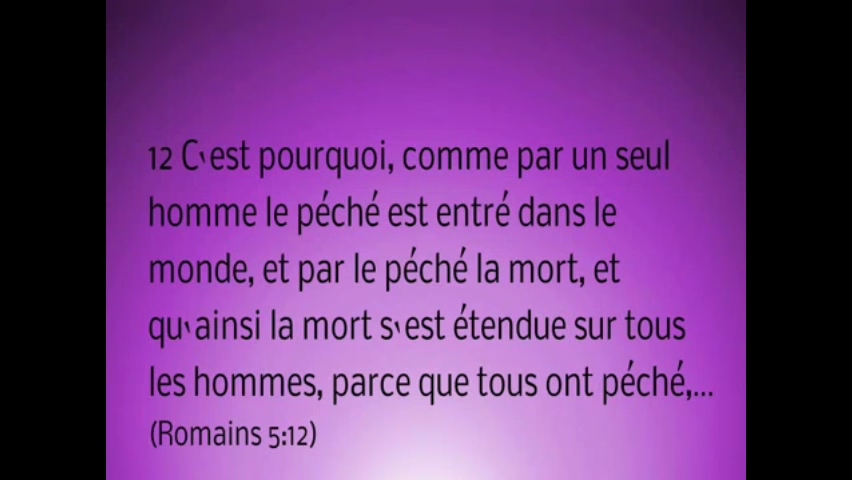 12 C'est pourquoi, comme par un seul
homme le péché est entré dans le
monde, et par le péché la mort, et
qu'ainsi la mort s'est étendue sur tous
les hommes, parce que tous ont péché,...
(Romains 5:12)